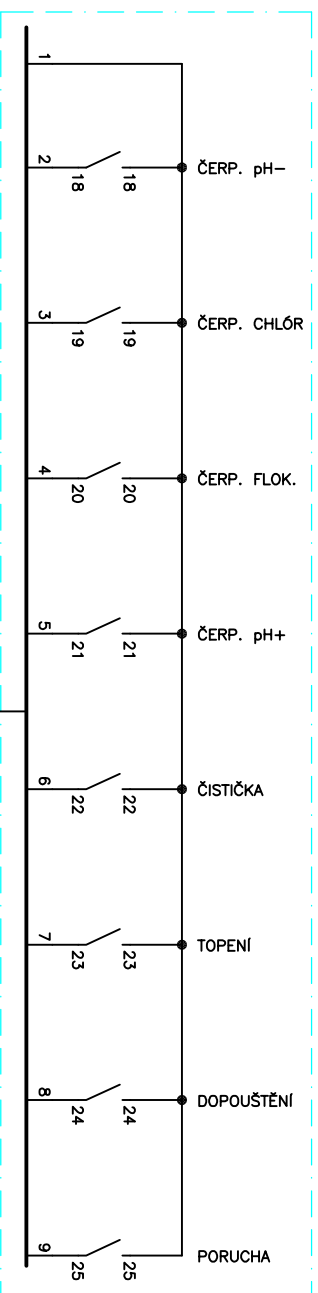 1
2 18 18 ČERP. pH−
3 19 19 ČERP. CHLÓR
4 20 20 ČERP. FLOK.
5 21 21 ČERP. pH+
6 22 22 ČISTIČKA
7 23 23 TOPENÍ
8 24 24 DOPOUŠTĚNÍ
9 25 25 PORUCHA